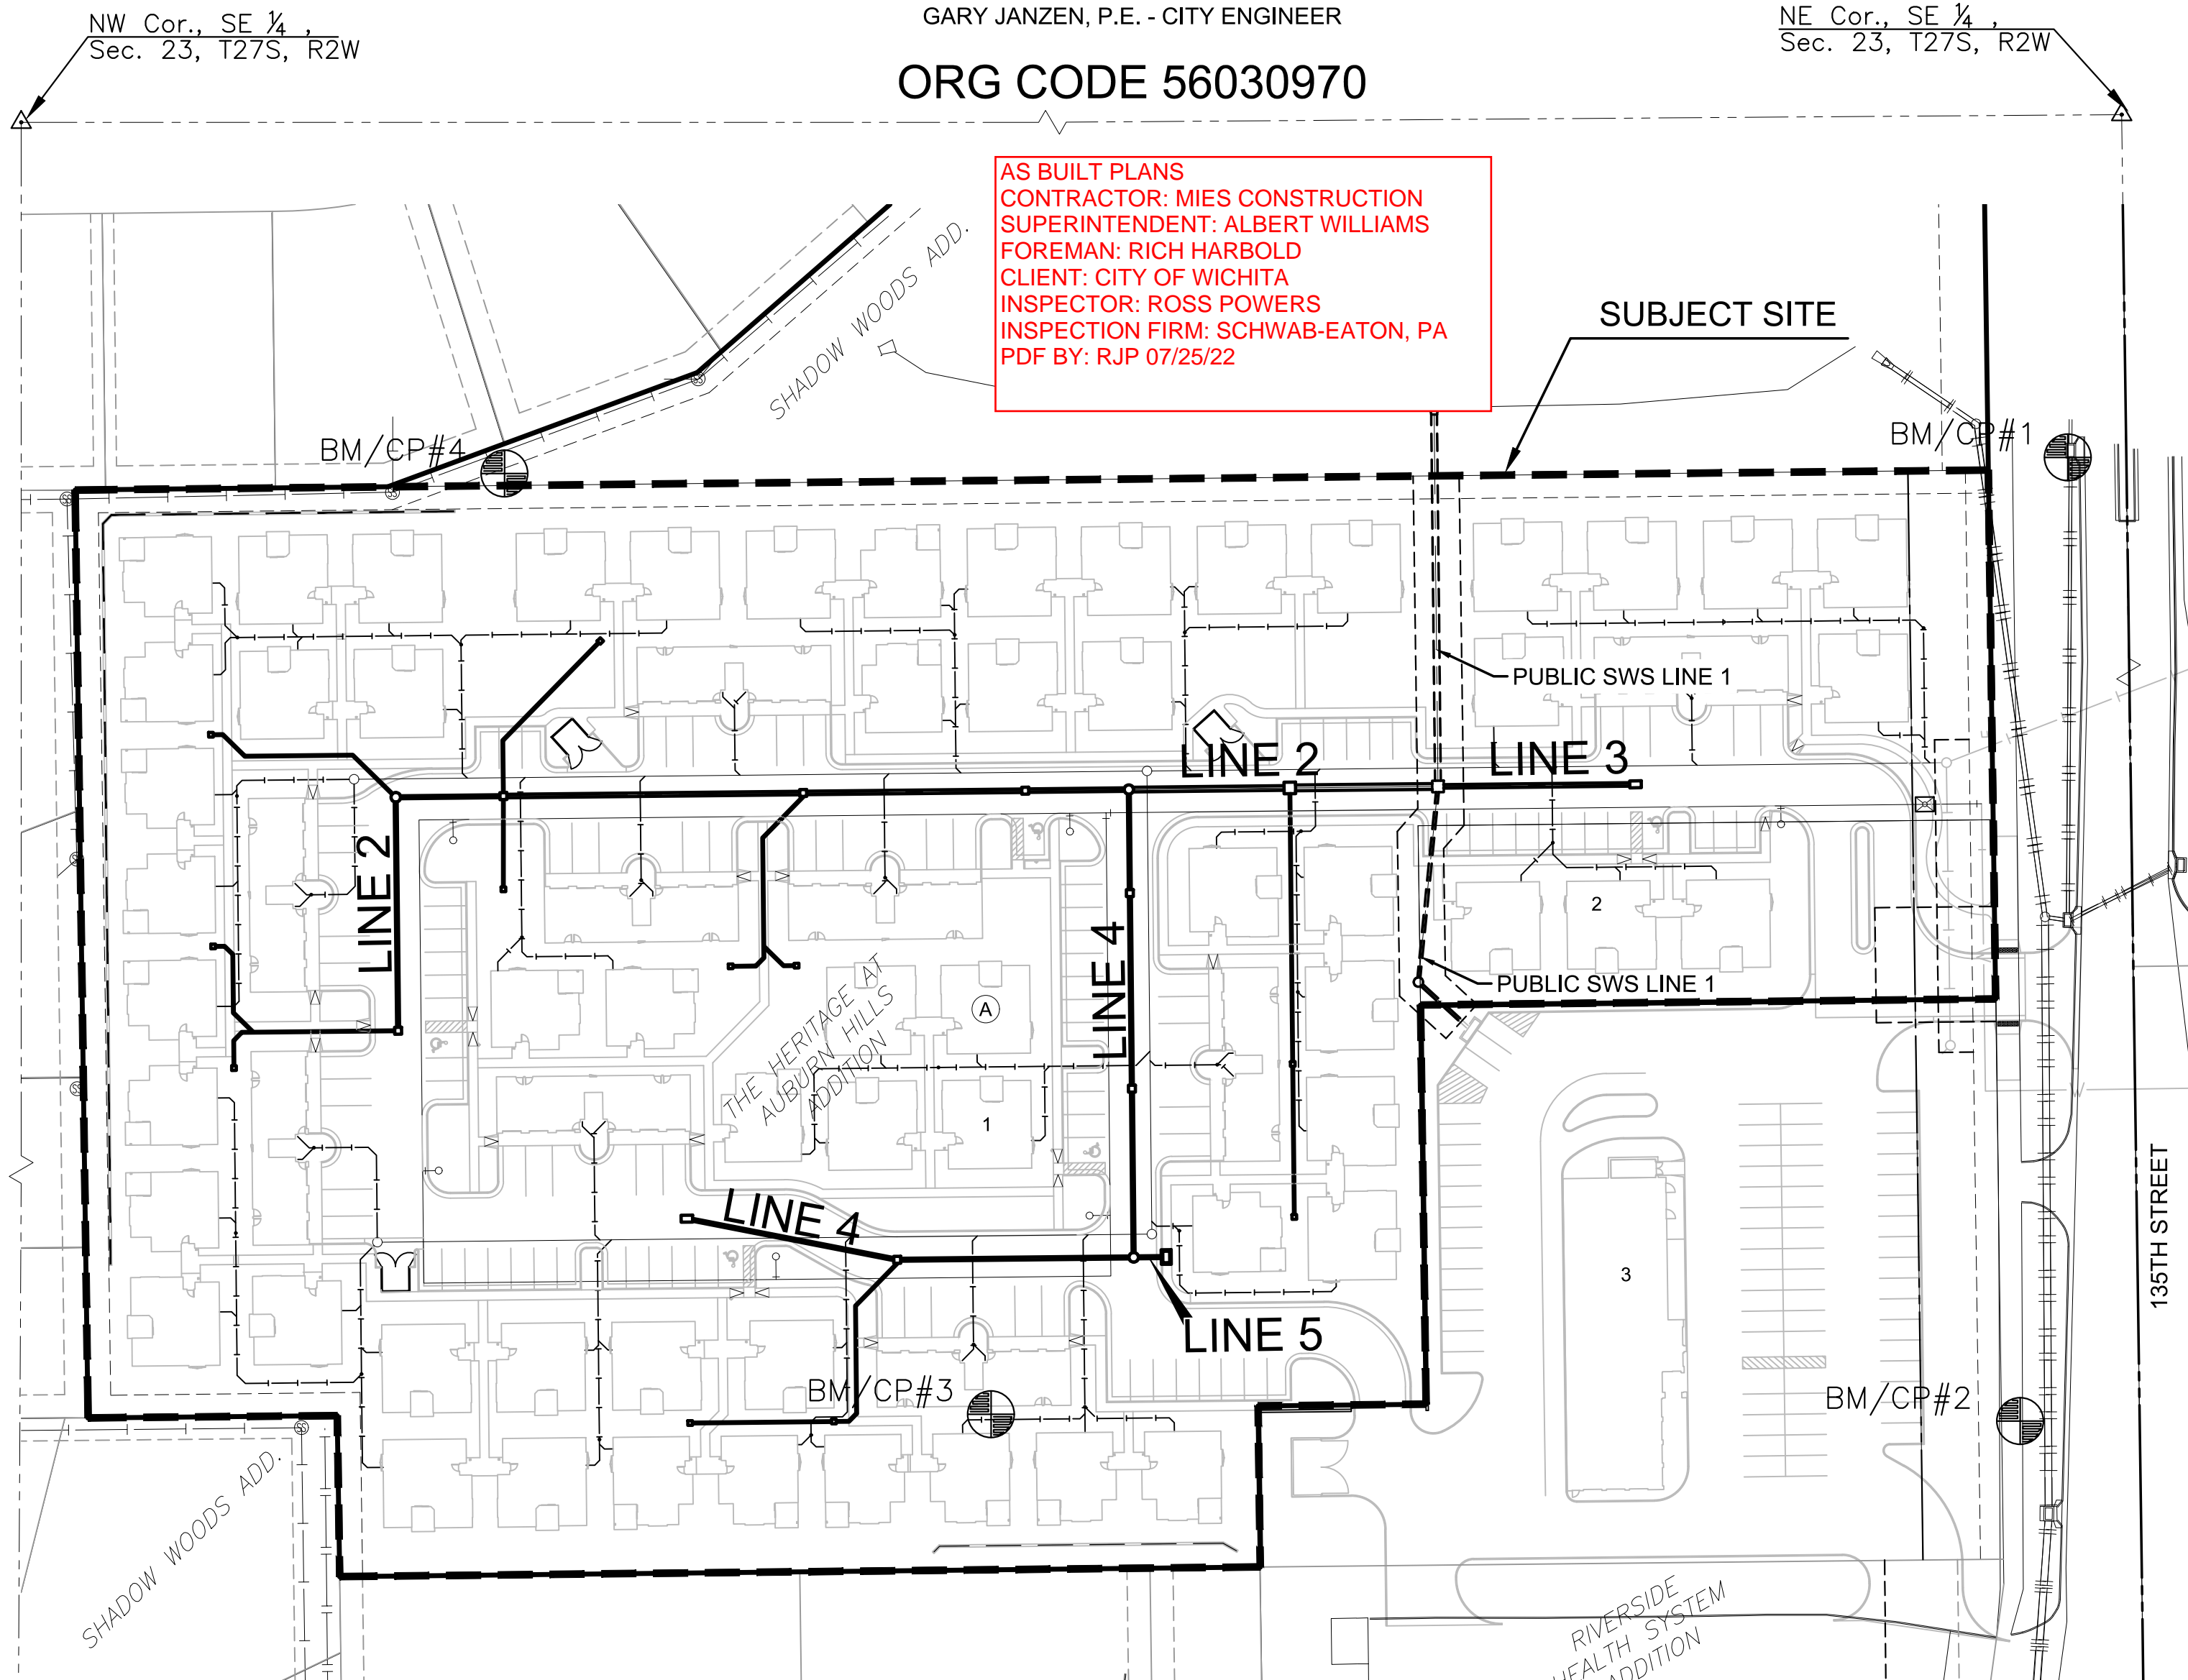 GARY JANZEN, P.E. - CITY ENGINEER
NW Cor., SE ¼ ,
Sec. 23, T27S, R2W
NE Cor., SE ¼ ,
Sec. 23, T27S, R2W
ORG CODE 56030970
AS BUILT PLANS
CONTRACTOR: MIES CONSTRUCTION
SUPERINTENDENT: ALBERT WILLIAMS
FOREMAN: RICH HARBOLD
CLIENT: CITY OF WICHITA
INSPECTOR: ROSS POWERS
INSPECTION FIRM: SCHWAB-EATON, PA
PDF BY: RJP 07/25/22
SHADOW WOODS ADD.
SUBJECT SITE
BM/CP#4
BM/CP#1
PUBLIC SWS LINE 1
LINE 2
LINE 3
LINE 2
2
LINE 4
PUBLIC SWS LINE 1
A
THE HERITAGE AT
AUBURN HILLS
ADDITION
1
LINE 4
135TH STREET
3
LINE 5
BM/CP#3
BM/CP#2
SHADOW WOODS ADD.
RIVERSIDE
HEALTH SYSTEM
ADDITION